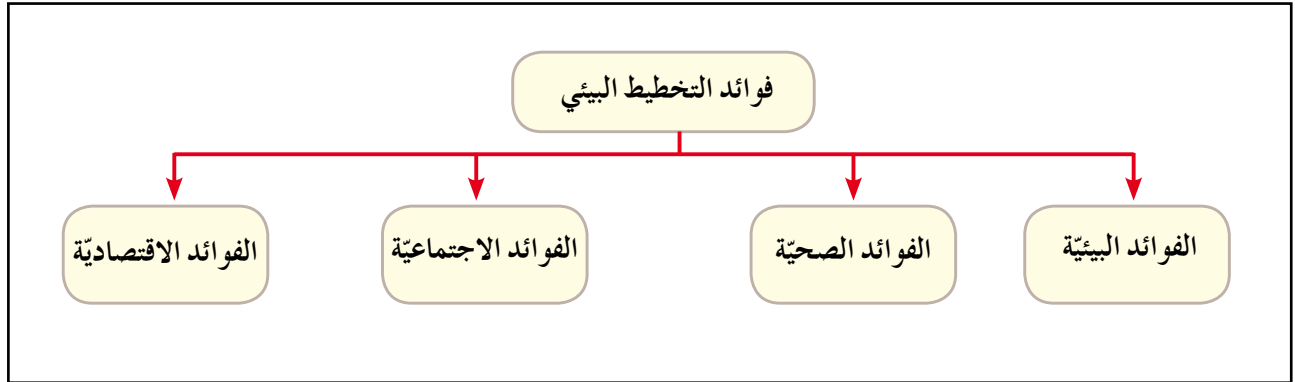 فوائد التخطيط البيئي
الفوائد البيئيّة
الفوائد الصحيّة
الفوائد الاجتماعيّة
الفوائد الاقتصاديّة